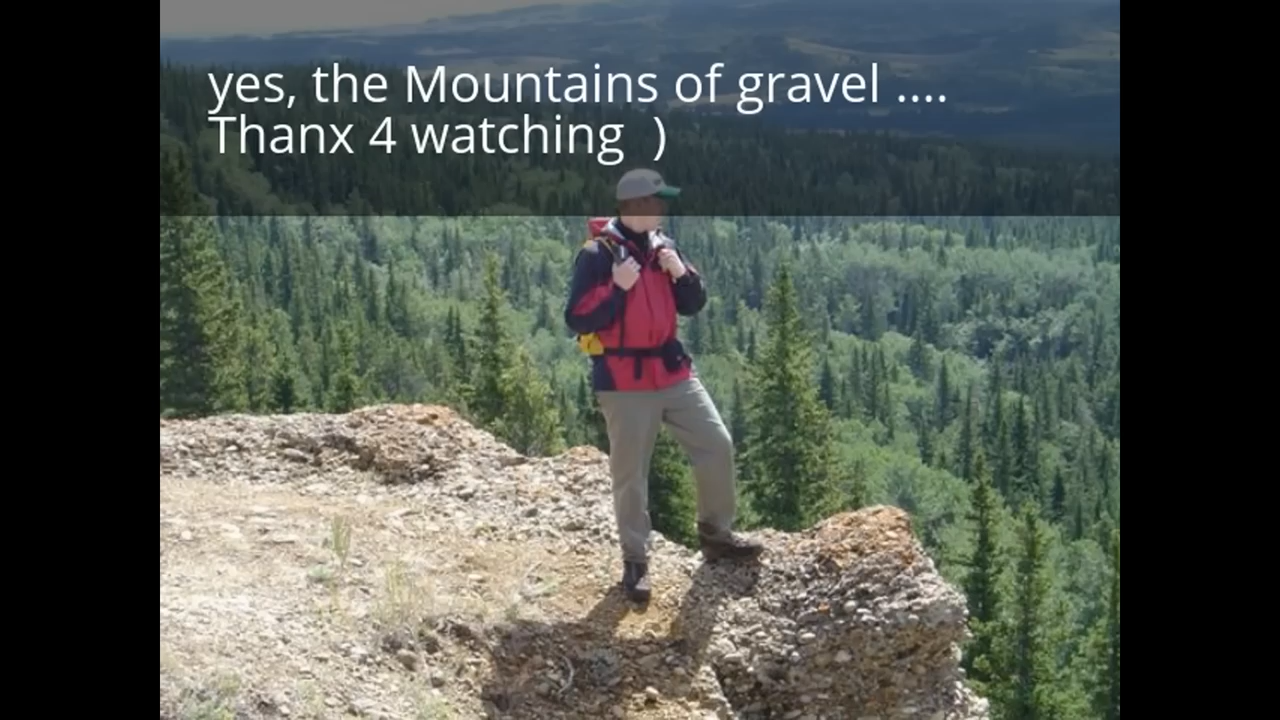 yes, the Mountains of gravel ....
Thanx 4 watching  )